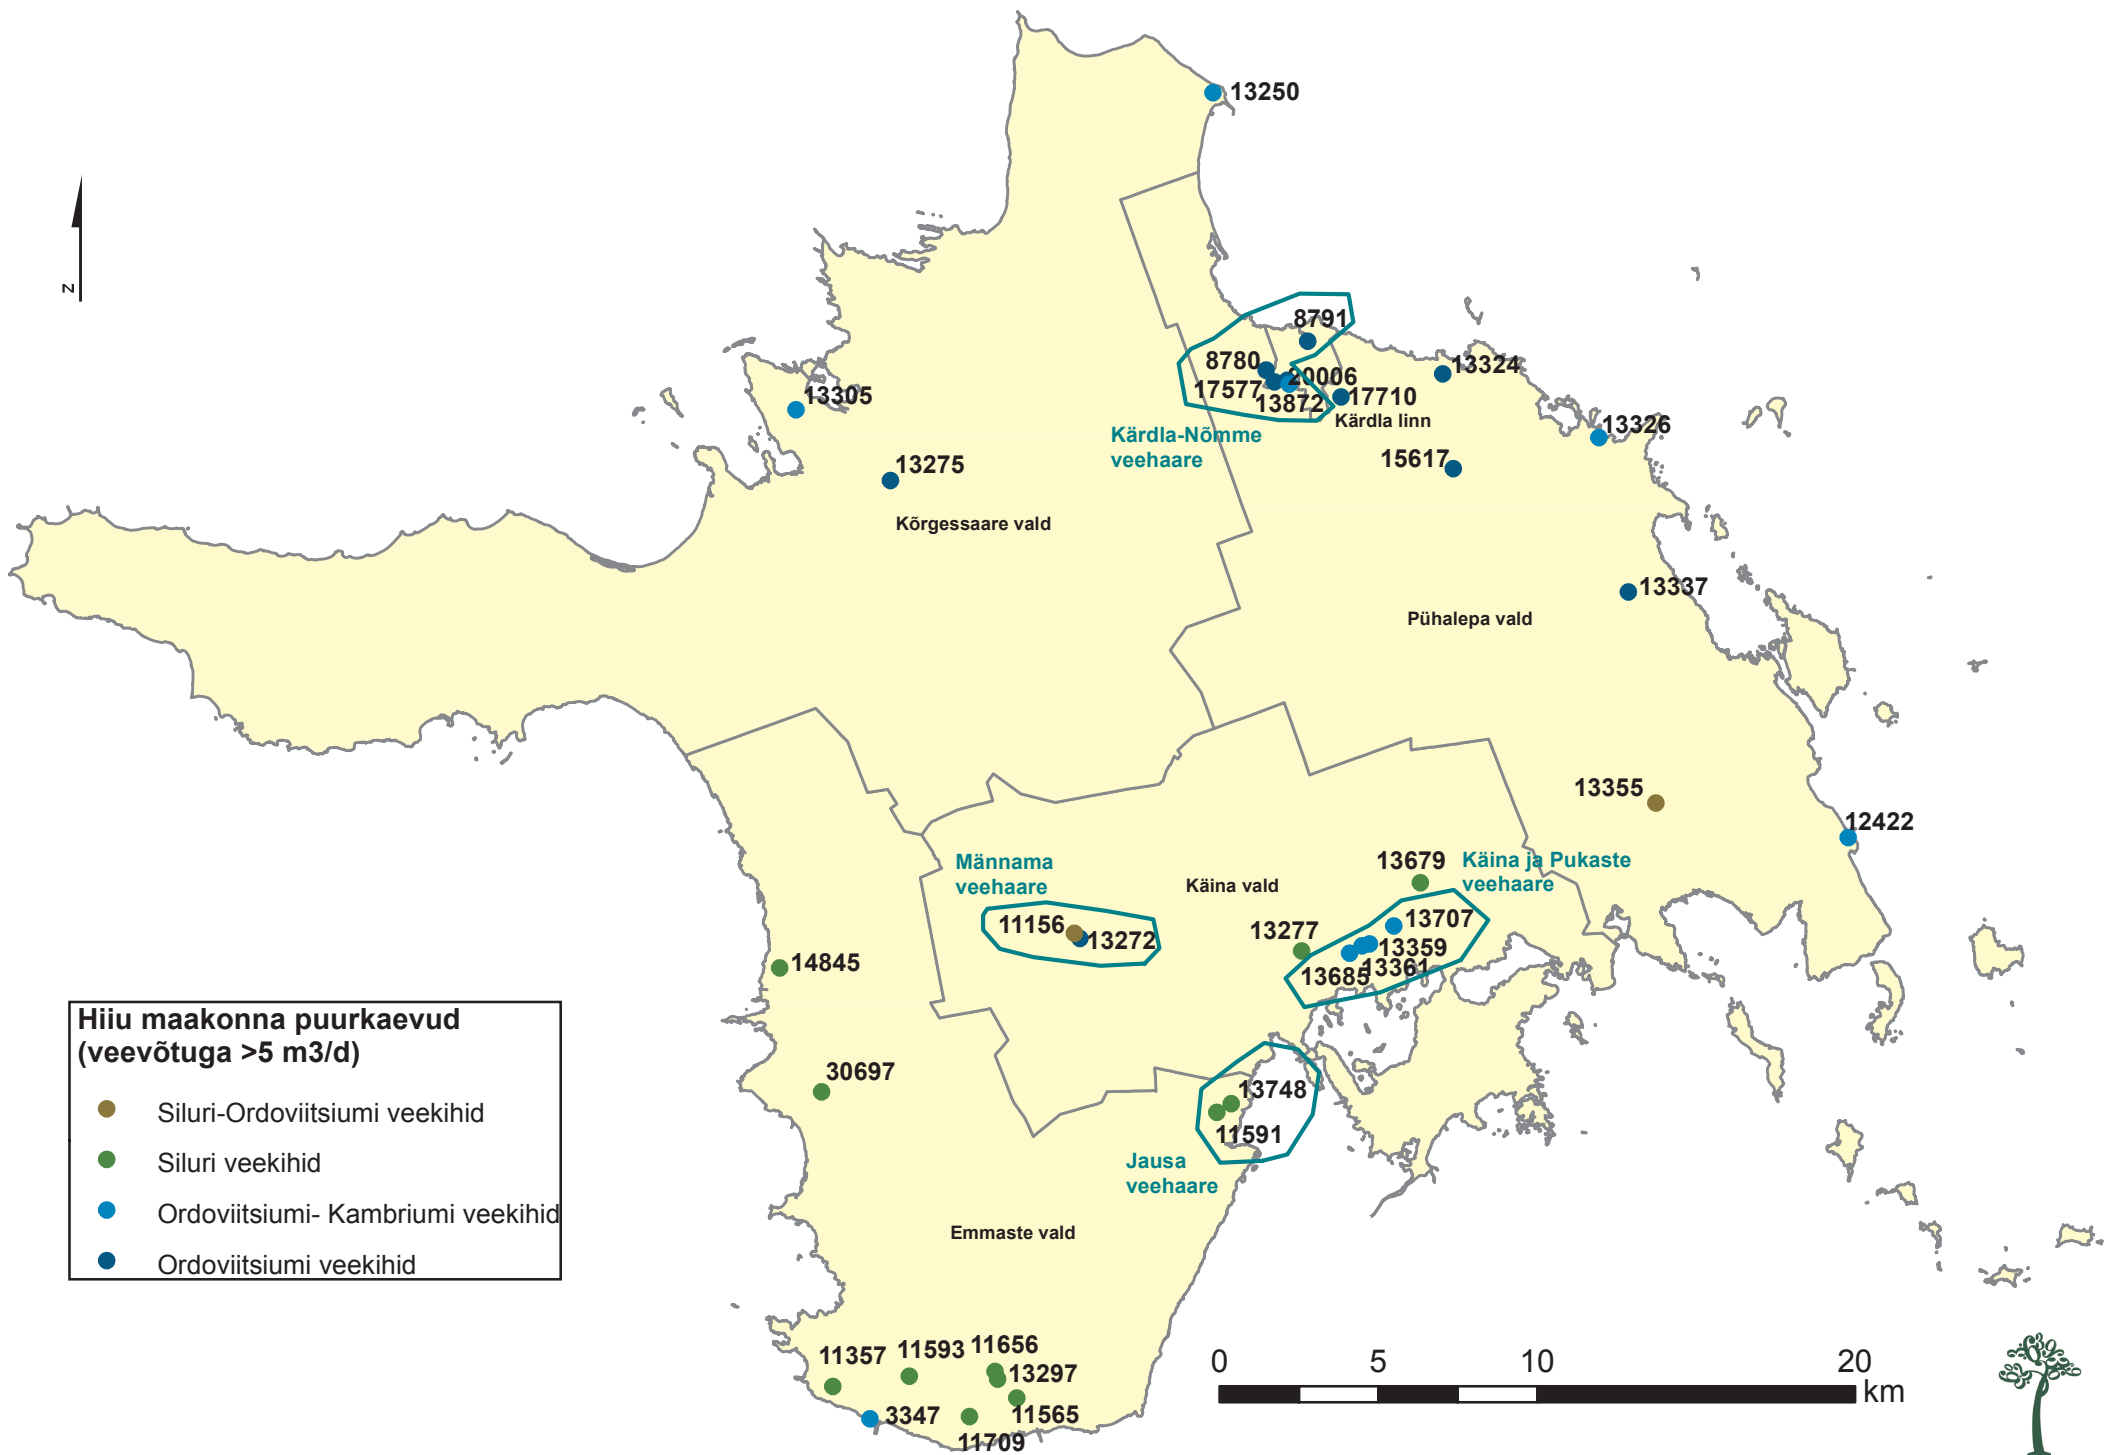 13250
z
8791
8780
20006
13324
17577
13872
17710
13305
Kärdla linn
13326
Kärdla-Nõmme
veehaare
15617
13275
Kõrgessaare vald
13337
Pühalepa vald
13355
12422
Männama
veehaare
Käina vald
13679
Käina ja Pukaste
veehaare
11156
13272
13277
13707
13359
13361
13685
14845
Hiiu maakonna puurkaevud
(veevõtuga >5 m3/d)
Siluri-Ordoviitsiumi veekihid
Siluri veekihid
Ordoviitsiumi- Kambriumi veekihid
Ordoviitsiumi veekihid
30697
13748
11591
Jausa
veehaare
Emmaste vald
11357
11593
11656
13297
11565
3347
11709
0 5 10 20
km